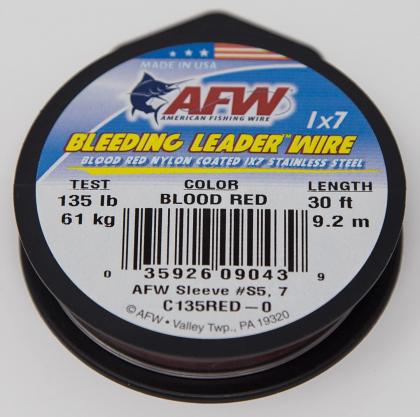 MADE IN USA
AFW
AMERICAN FISHING WIRE
1x7
BLEEDING LEADER™ WIRE
BLOOD RED NYLON COATED 1X7 STAINLESS STEEL
TEST COLOR LENGTH
135 lb BLOOD RED 30 ft
61 kg 9.2 m
0 35926 09043 9
AFW Sleeve #S5, 7
C135RED-0
© AFW • Valley Twp., PA 19320